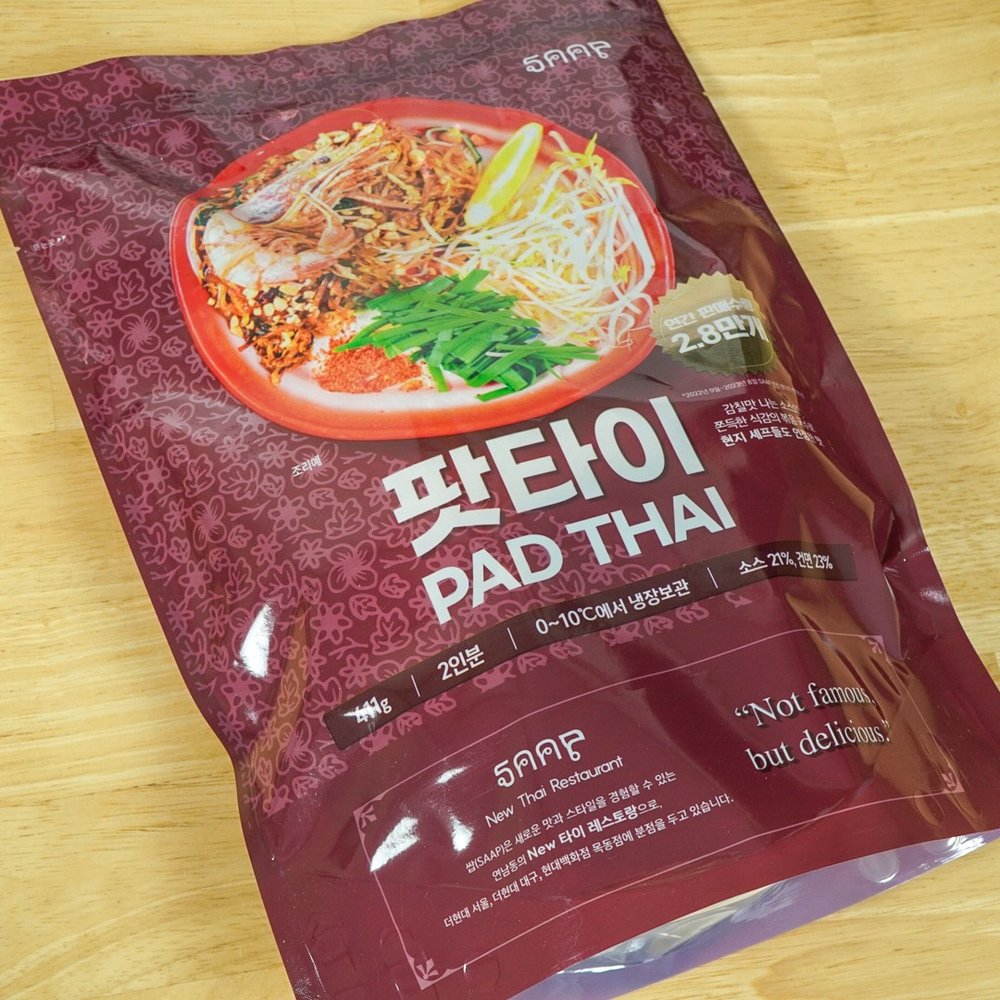 SAAP
뜯는곳
연간 판매수량
2.8만개
감칠맛 나는 소스
쫀득한 식감의
현지 셰프들도
조리예
팟타이
PAD THAI
411g | 2인분 | 0~10℃에서 냉장보관 | 소스 21%, 건면 23%
"Not famous,
but delicious."
SAAP
New Thai Restaurant
쌉(SAAP)은 새로운 맛과 스타일을 경험할 수 있는
연남동의 New 타이 레스토랑으로,
더현대 서울, 더현대 대구, 현대백화점 목동점에 분점을 두고 있습니다.